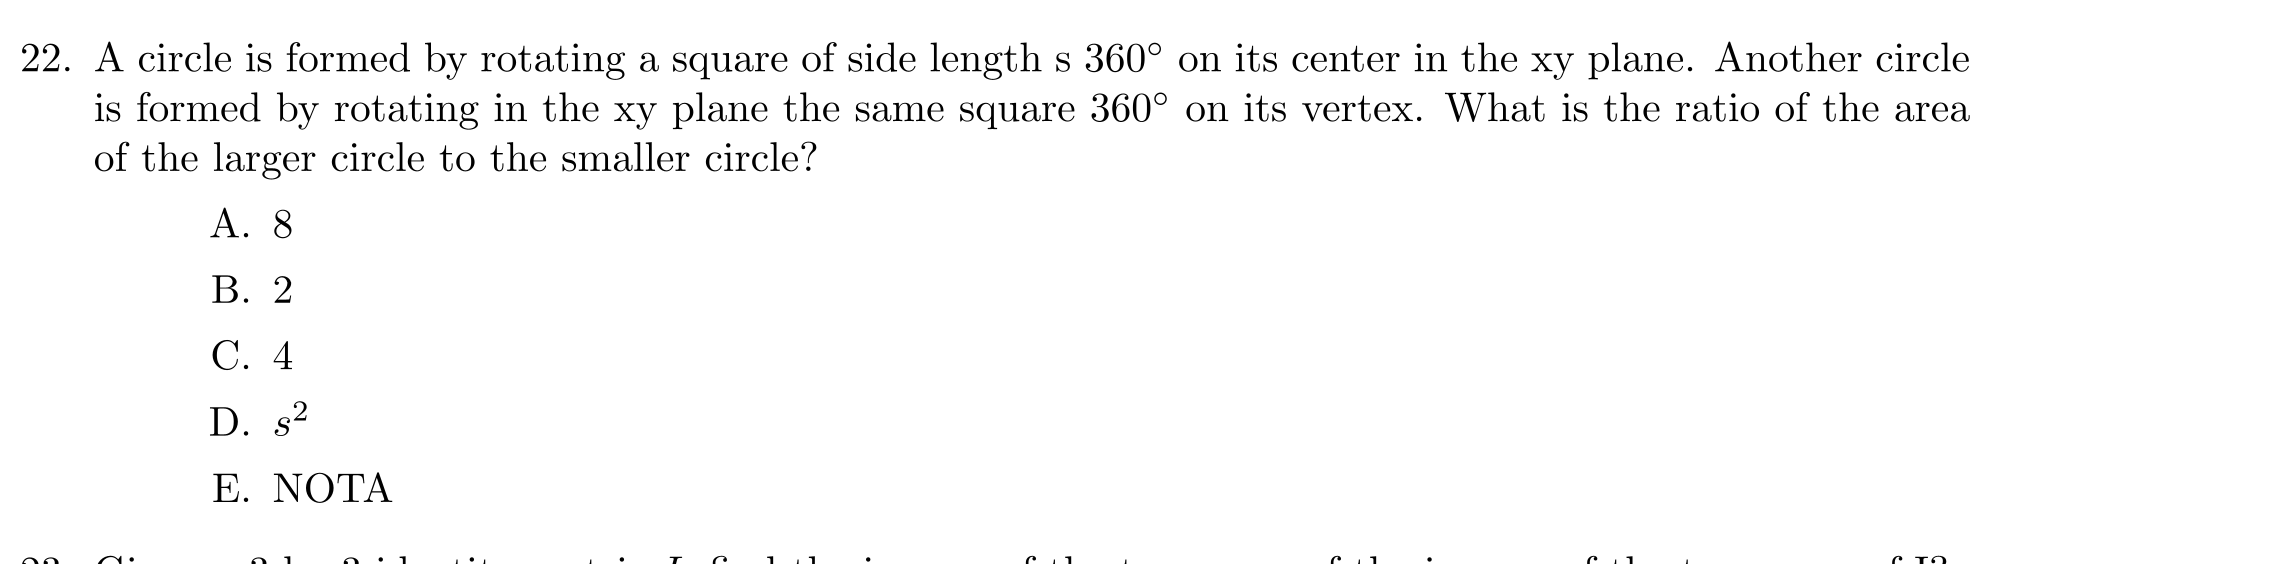 22. A circle is formed by rotating a square of side length s 360° on its center in the xy plane. Another circle
is formed by rotating in the xy plane the same square 360° on its vertex. What is the ratio of the area
of the larger circle to the smaller circle?
A. 8
B. 2
C. 4
D. s²
E. NOTA